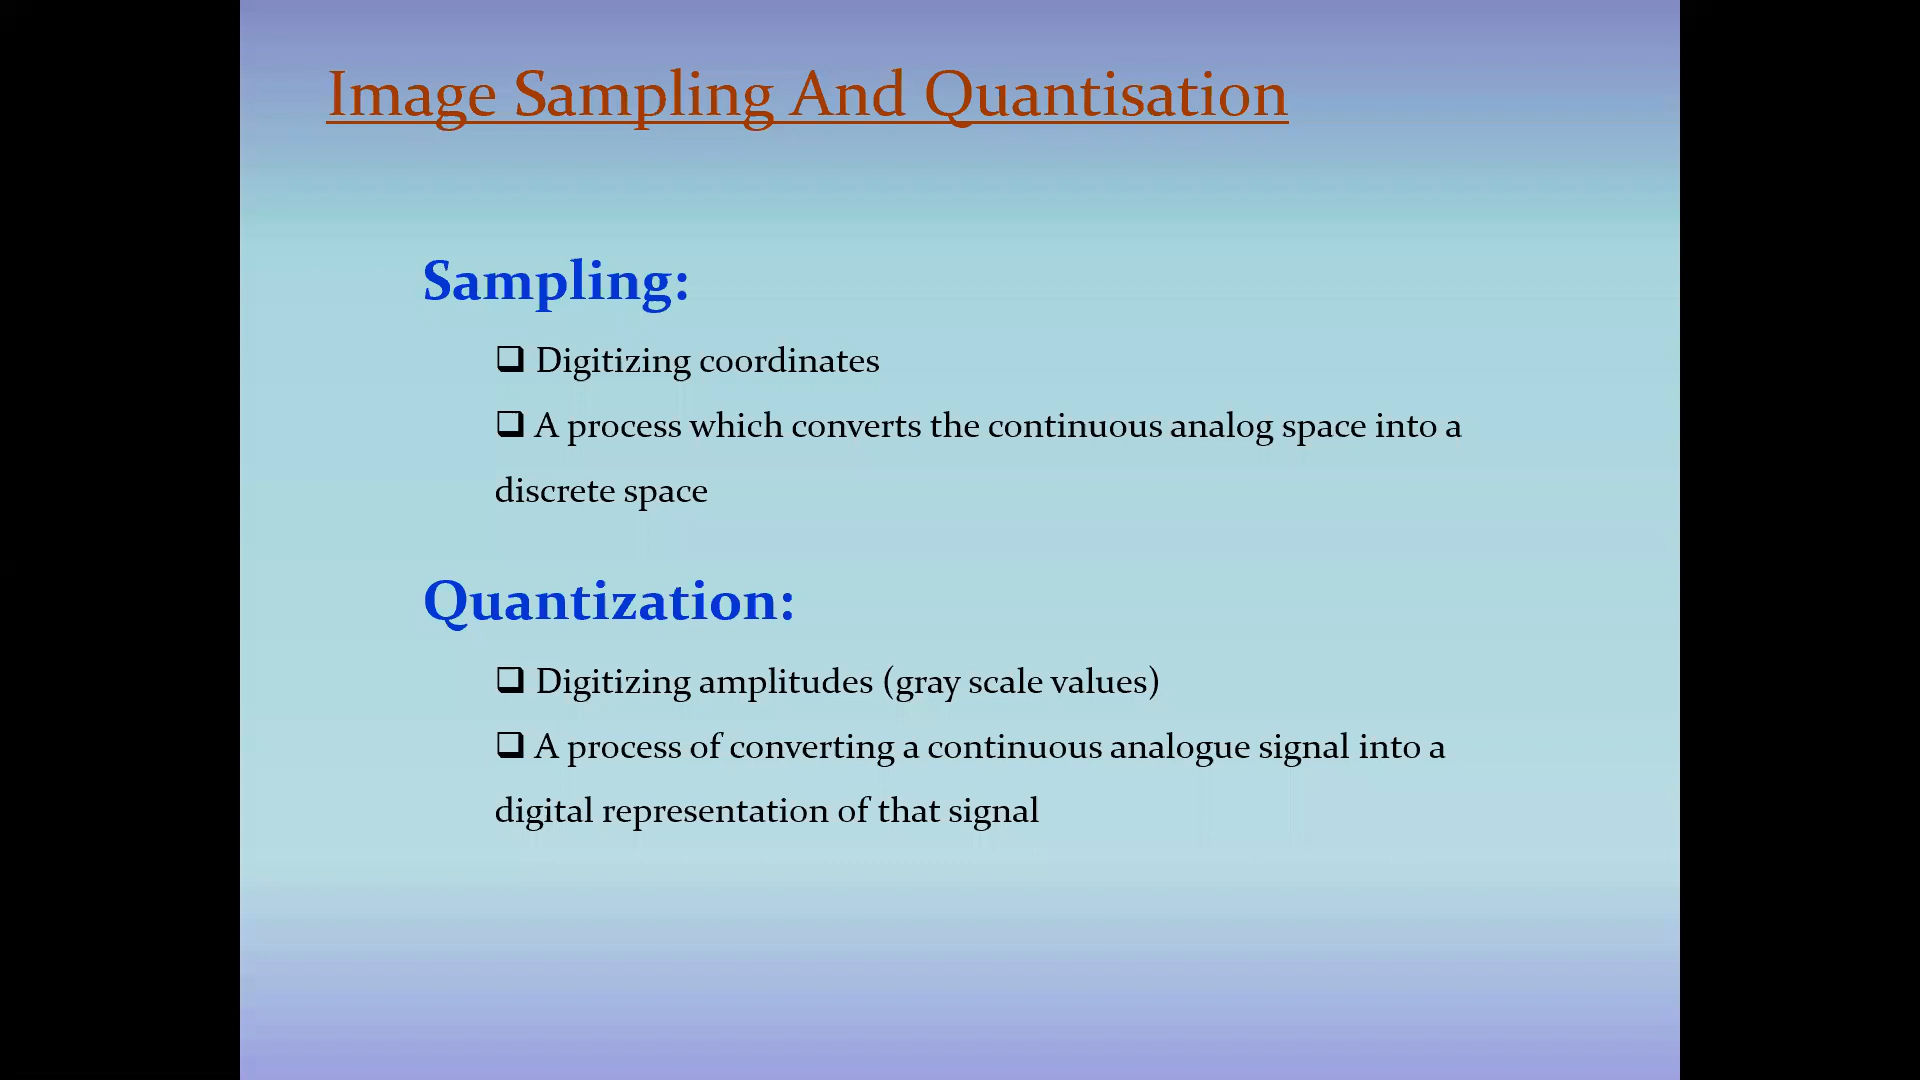 Image Sampling And Quantisation
Sampling:
❑ Digitizing coordinates
❑ A process which converts the continuous analog space into a
discrete space
Quantization:
❑ Digitizing amplitudes (gray scale values)
❑ A process of converting a continuous analogue signal into a
digital representation of that signal